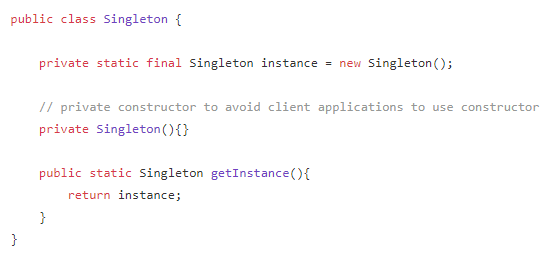 public class Singleton {
private static final Singleton instance = new Singleton();
// private constructor to avoid client applications to use constructor
private Singleton(){}
public static Singleton getInstance(){
return instance;
}
}